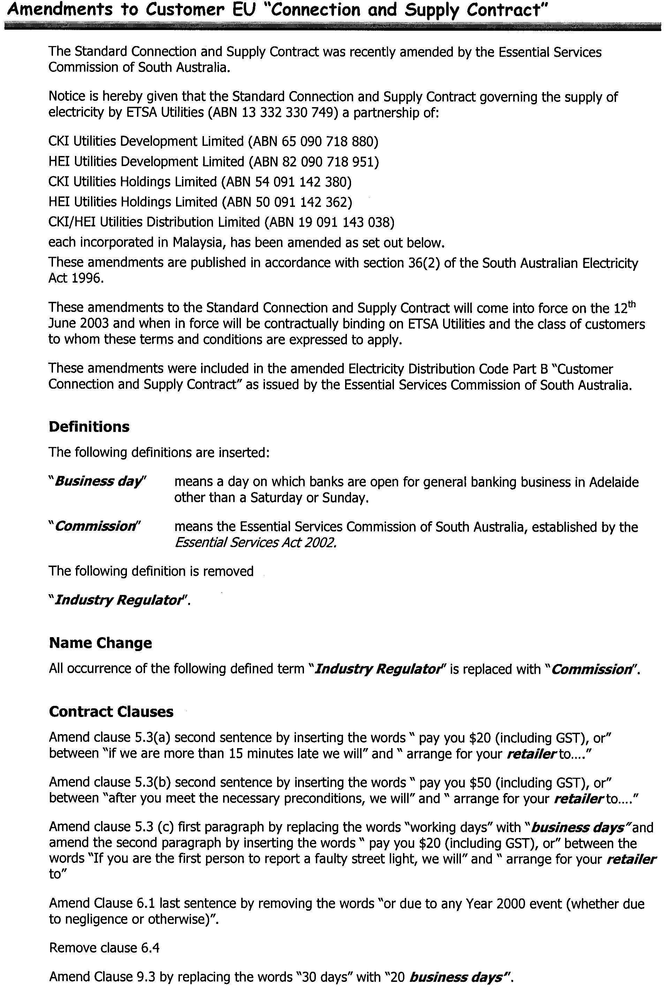 Amendments to Customer EU "Connection and Supply Contract"
The Standard Connection and Supply Contract was recently amended by the Essential Services
Commission of South Australia.
Notice is hereby given that the Standard Connection and Supply Contract governing the supply of
electricity by ETSA Utilities (ABN 13 332 330 749) a partnership of:
CKI Utilities Development Limited (ABN 65 090 718 880)
HEI Utilities Development Limited (ABN 82 090 718 951)
CKI Utilities Holdings Limited (ABN 54 091 142 380)
HEI Utilities Holdings Limited (ABN 50 091 142 362)
CKI/HEI Utilities Distribution Limited (ABN 19 091 143 038)
each incorporated in Malaysia, has been amended as set out below.
These amendments are published in accordance with section 36(2) of the South Australian Electricity
Act 1996.
These amendments to the Standard Connection and Supply Contract will come into force on the 12th
June 2003 and when in force will be contractually binding on ETSA Utilities and the class of customers
to whom these terms and conditions are expressed to apply.
These amendments were included in the amended Electricity Distribution Code Part B "Customer
Connection and Supply Contract" as issued by the Essential Services Commission of South Australia.
Definitions
The following definitions are inserted:
"Business day" means a day on which banks are open for general banking business in Adelaide
other than a Saturday or Sunday.
"Commission" means the Essential Services Commission of South Australia, established by the
Essential Services Act 2002.
The following definition is removed
"Industry Regulator".
Name Change
All occurrence of the following defined term "Industry Regulator" is replaced with "Commission".
Contract Clauses
Amend clause 5.3(a) second sentence by inserting the words " pay you $20 (including GST), or"
between "if we are more than 15 minutes late we will" and " arrange for your retailer to...."
Amend clause 5.3(b) second sentence by inserting the words " pay you $50 (including GST), or"
between "after you meet the necessary preconditions, we will" and " arrange for your retailer to...."
Amend clause 5.3 (c) first paragraph by replacing the words "working days" with "business days"and
amend the second paragraph by inserting the words " pay you $20 (including GST), or" between the
words "If you are the first person to report a faulty street light, we will" and " arrange for your retailer
to"
Amend Clause 6.1 last sentence by removing the words "or due to any Year 2000 event (whether due
to negligence or otherwise)".
Remove clause 6.4
Amend Clause 9.3 by replacing the words "30 days" with "20 business days".